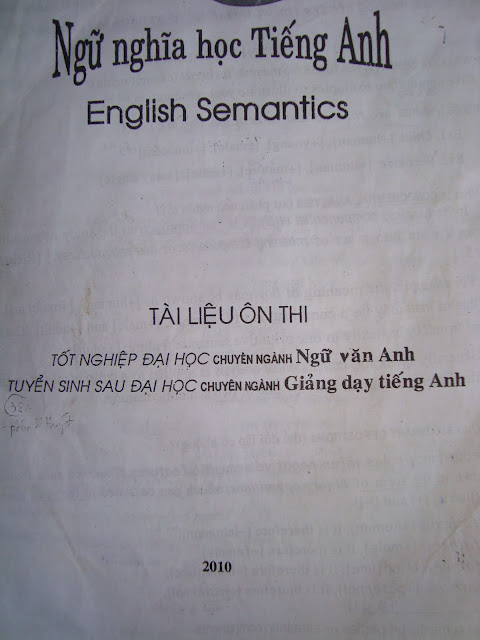 Ngữ nghĩa học Tiếng Anh
English Semantics
TÀI LIỆU ÔN THI
TỐT NGHIỆP ĐẠI HỌC CHUYÊN NGÀNH Ngữ văn Anh
TUYỂN SINH SAU ĐẠI HỌC CHUYÊN NGÀNH Giảng dạy tiếng Anh
2010